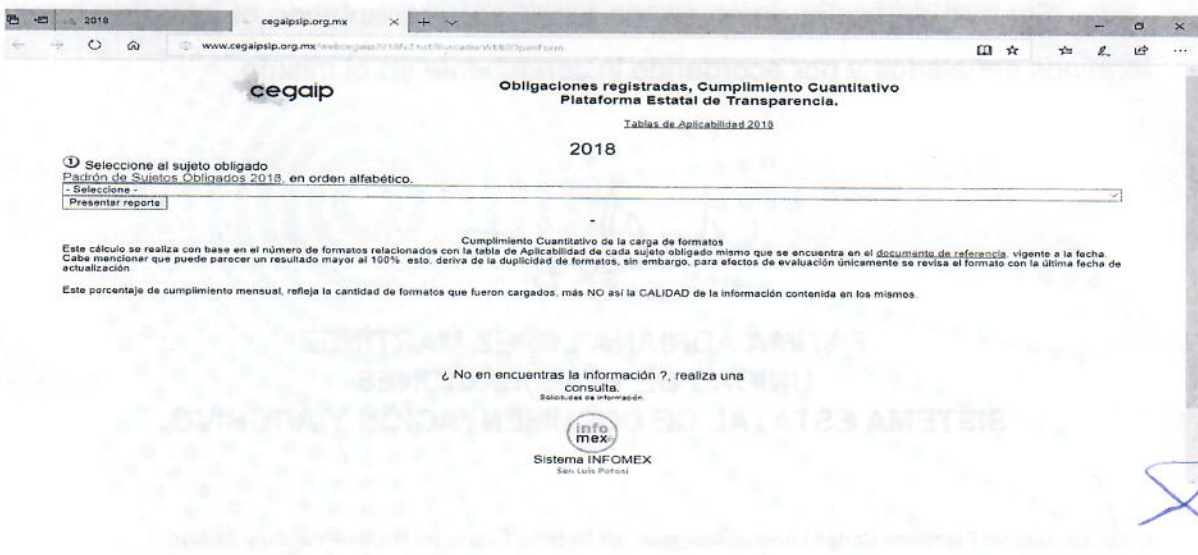 2018
cegaipslp.org.mx
www.cegaipslp.org.mx
cegaip
Obligaciones registradas, Cumplimiento Cuantitativo
Plataforma Estatal de Transparencia.
Tablas de Aplicabilidad 2018
2018
① Seleccione al sujeto obligado
Padrón de Sujetos Obligados 2018, en orden alfabético.
- Seleccione -
Presentar reporte
-
Cumplimiento Cuantitativo de la carga de formatos
Este cálculo se realiza con base en el número de formatos relacionados con la tabla de Aplicabilidad de cada sujeto obligado mismo que se encuentra en el documento de referencia, vigente a la fecha.
Cabe mencionar que puede parecer un resultado mayor al 100% esto, deriva de la duplicidad de formatos, sin embargo, para efectos de evaluación únicamente se revisa el formato con la última fecha de
actualización
Este porcentaje de cumplimiento mensual, refleja la cantidad de formatos que fueron cargados, más NO así la CALIDAD de la información contenida en los mismos.
¿ No en encuentras la información ?, realiza una
consulta.
Solicitudes de información.
info
mex
Sistema INFOMEX
San Luis Potosí